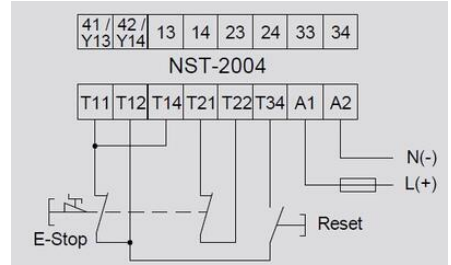 41 / 42 / 13 14 23 24 33 34
Y13 Y14
NST-2004
T11 T12 T14 T21 T22 T34 A1 A2
N(-)
L(+)
Reset
E-Stop